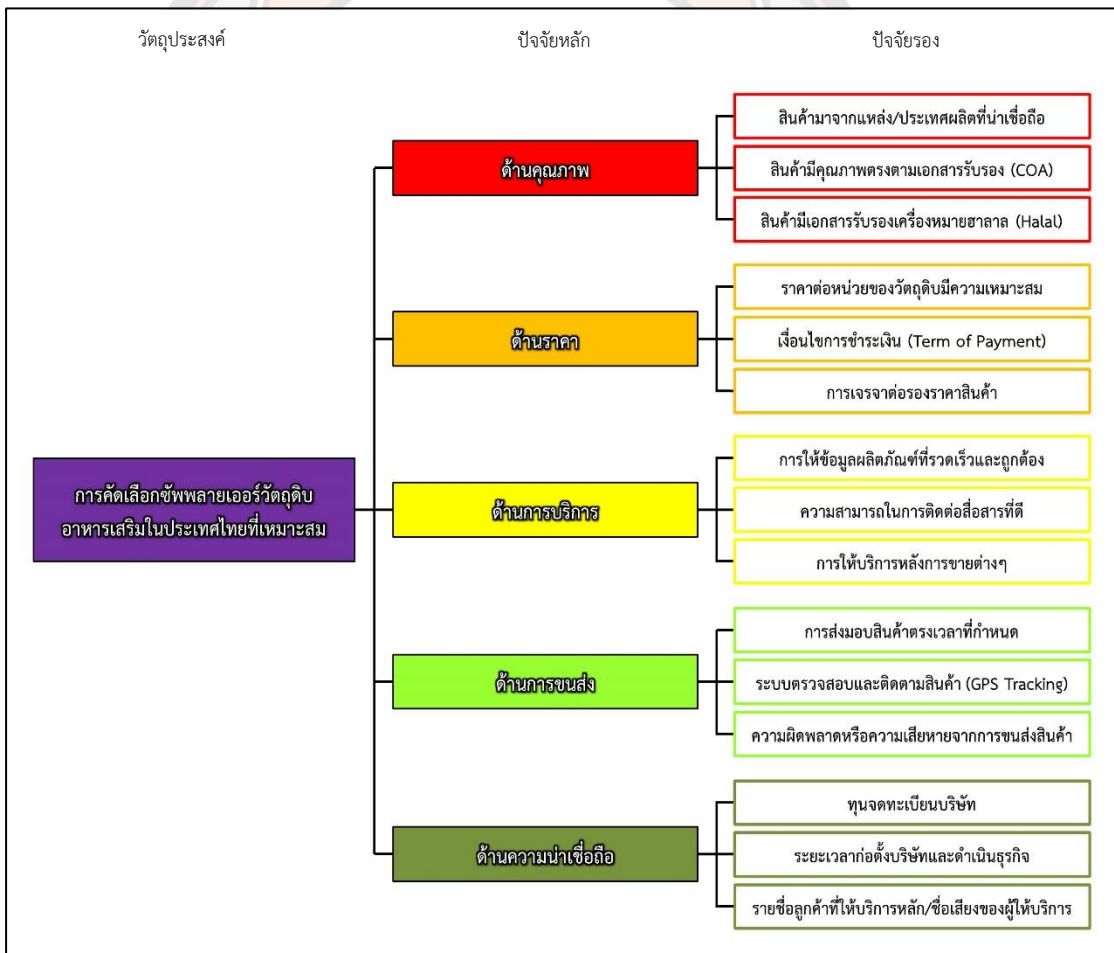 วัตถุประสงค์
ปัจจัยหลัก
ปัจจัยรอง
การคัดเลือกซัพพลายเออร์วัตถุดิบ
อาหารเสริมในประเทศไทยที่เหมาะสม
ด้านคุณภาพ
สินค้ามาจากแหล่ง/ประเทศผลิตที่น่าเชื่อถือ
สินค้ามีคุณภาพตรงตามเอกสารรับรอง (COA)
สินค้ามีเอกสารรับรองเครื่องหมายฮาลาล (Halal)
ด้านราคา
ราคาต่อหน่วยของวัตถุดิบมีความเหมาะสม
เงื่อนไขการชำระเงิน (Term of Payment)
การเจรจาต่อรองราคาสินค้า
ด้านการบริการ
การให้ข้อมูลผลิตภัณฑ์ที่รวดเร็วและถูกต้อง
ความสามารถในการติดต่อสื่อสารที่ดี
การให้บริการหลังการขายต่างๆ
ด้านการขนส่ง
การส่งมอบสินค้าตรงเวลาที่กำหนด
ระบบตรวจสอบและติดตามสินค้า (GPS Tracking)
ความผิดพลาดหรือความเสียหายจากการขนส่งสินค้า
ด้านความน่าเชื่อถือ
ทุนจดทะเบียนบริษัท
ระยะเวลาก่อตั้งบริษัทและดำเนินธุรกิจ
รายชื่อลูกค้าที่ให้บริการหลัก/ชื่อเสียงของผู้ให้บริการ